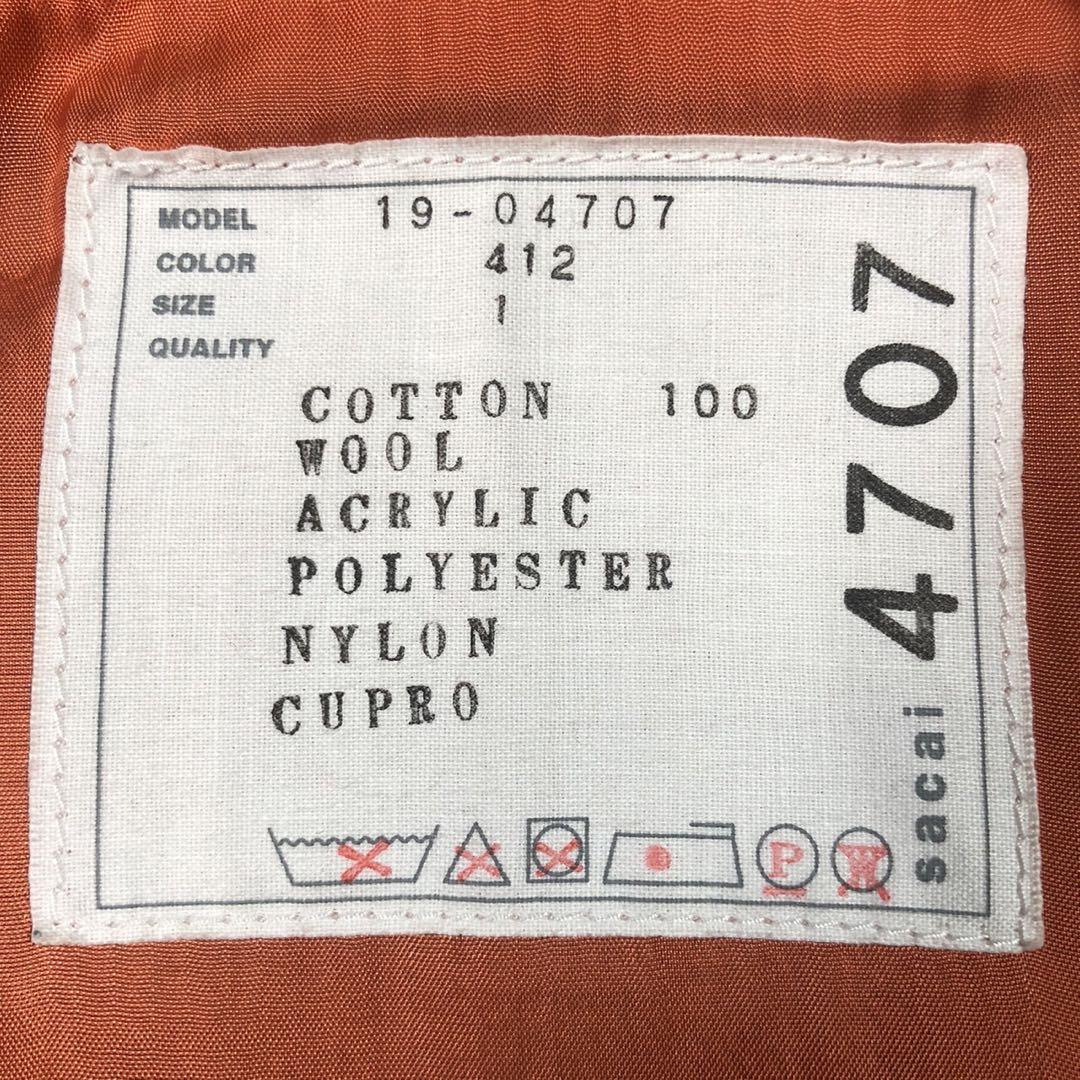 MODEL 19-04707
COLOR 412
SIZE 1
QUALITY
COTTON 100
WOOL
ACRYLIC
POLYESTER
NYLON
CUPRO
P W
sacai 4707